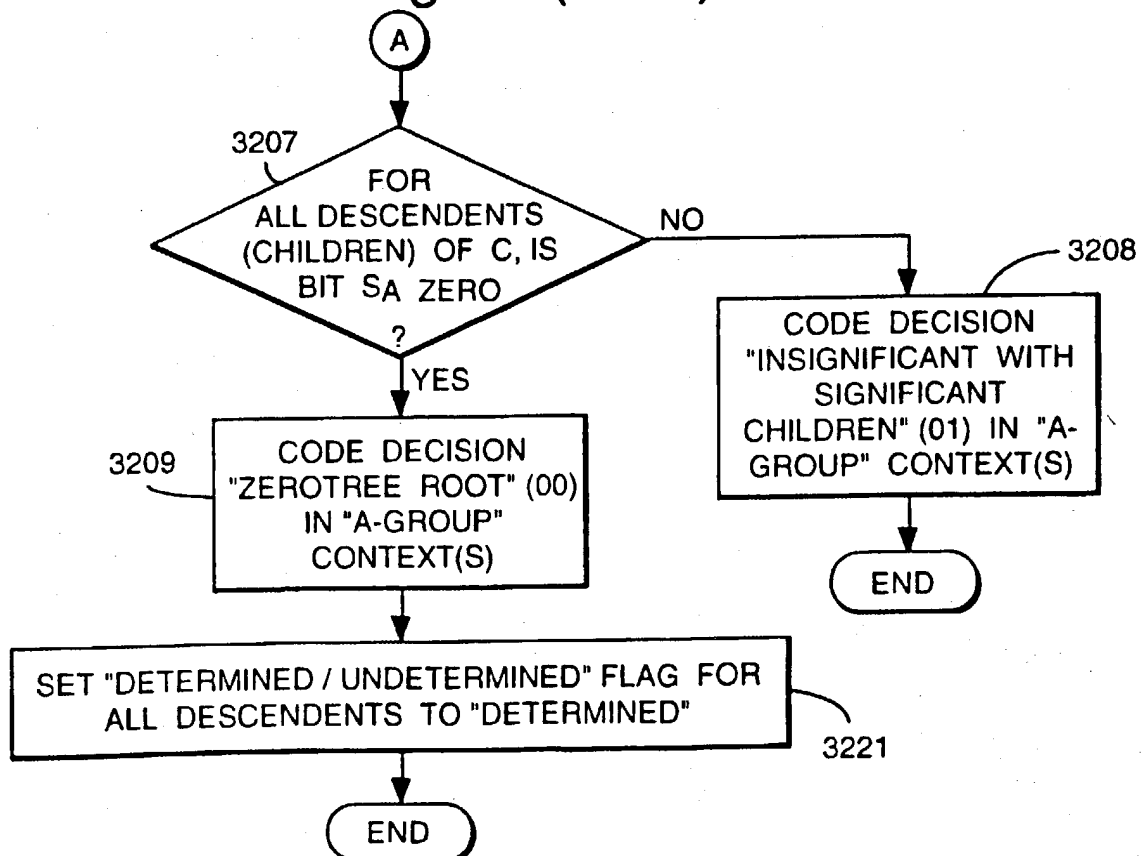 A
3207
FOR
ALL DESCENDENTS
(CHILDREN) OF C, IS
BIT SA ZERO
?
NO
3208
CODE DECISION
"INSIGNIFICANT WITH
SIGNIFICANT
CHILDREN" (01) IN "A-
GROUP" CONTEXT(S)
END
YES
3209
CODE DECISION
"ZEROTREE ROOT" (00)
IN "A-GROUP"
CONTEXT(S)
SET "DETERMINED / UNDETERMINED" FLAG FOR
ALL DESCENDENTS TO "DETERMINED"
3221
END